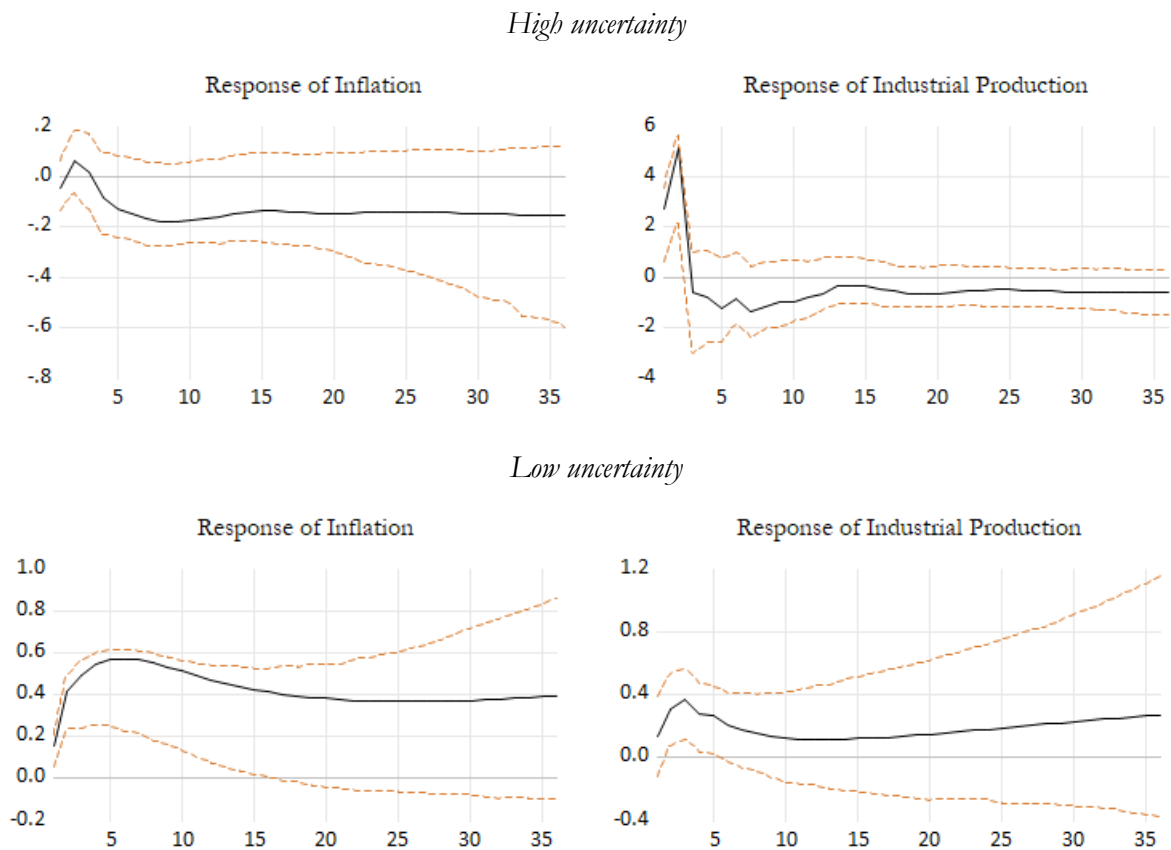 High uncertainty
Response of Inflation
.2
.0
-.2
-.4
-.6
-.8
5 10 15 20 25 30 35
Response of Industrial Production
6
4
2
0
-2
-4
5 10 15 20 25 30 35
Low uncertainty
Response of Inflation
1.0
0.8
0.6
0.4
0.2
0.0
-0.2
5 10 15 20 25 30 35
Response of Industrial Production
1.2
0.8
0.4
0.0
-0.4
5 10 15 20 25 30 35